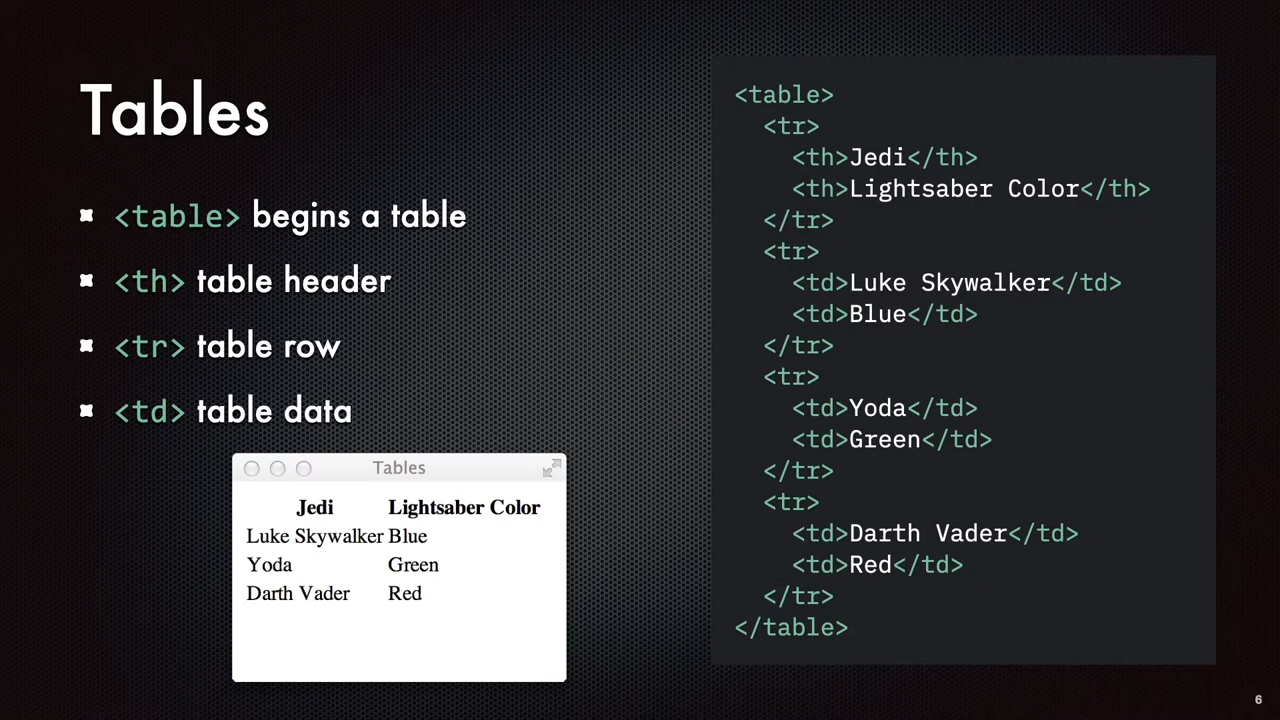 Tables
<table> begins a table
<th> table header
<tr> table row
<td> table data
Tables
Jedi Lightsaber Color
Luke Skywalker Blue
Yoda Green
Darth Vader Red
<table>
  <tr>
    <th>Jedi</th>
    <th>Lightsaber Color</th>
  </tr>
  <tr>
    <td>Luke Skywalker</td>
    <td>Blue</td>
  </tr>
  <tr>
    <td>Yoda</td>
    <td>Green</td>
  </tr>
  <tr>
    <td>Darth Vader</td>
    <td>Red</td>
  </tr>
</table>
6